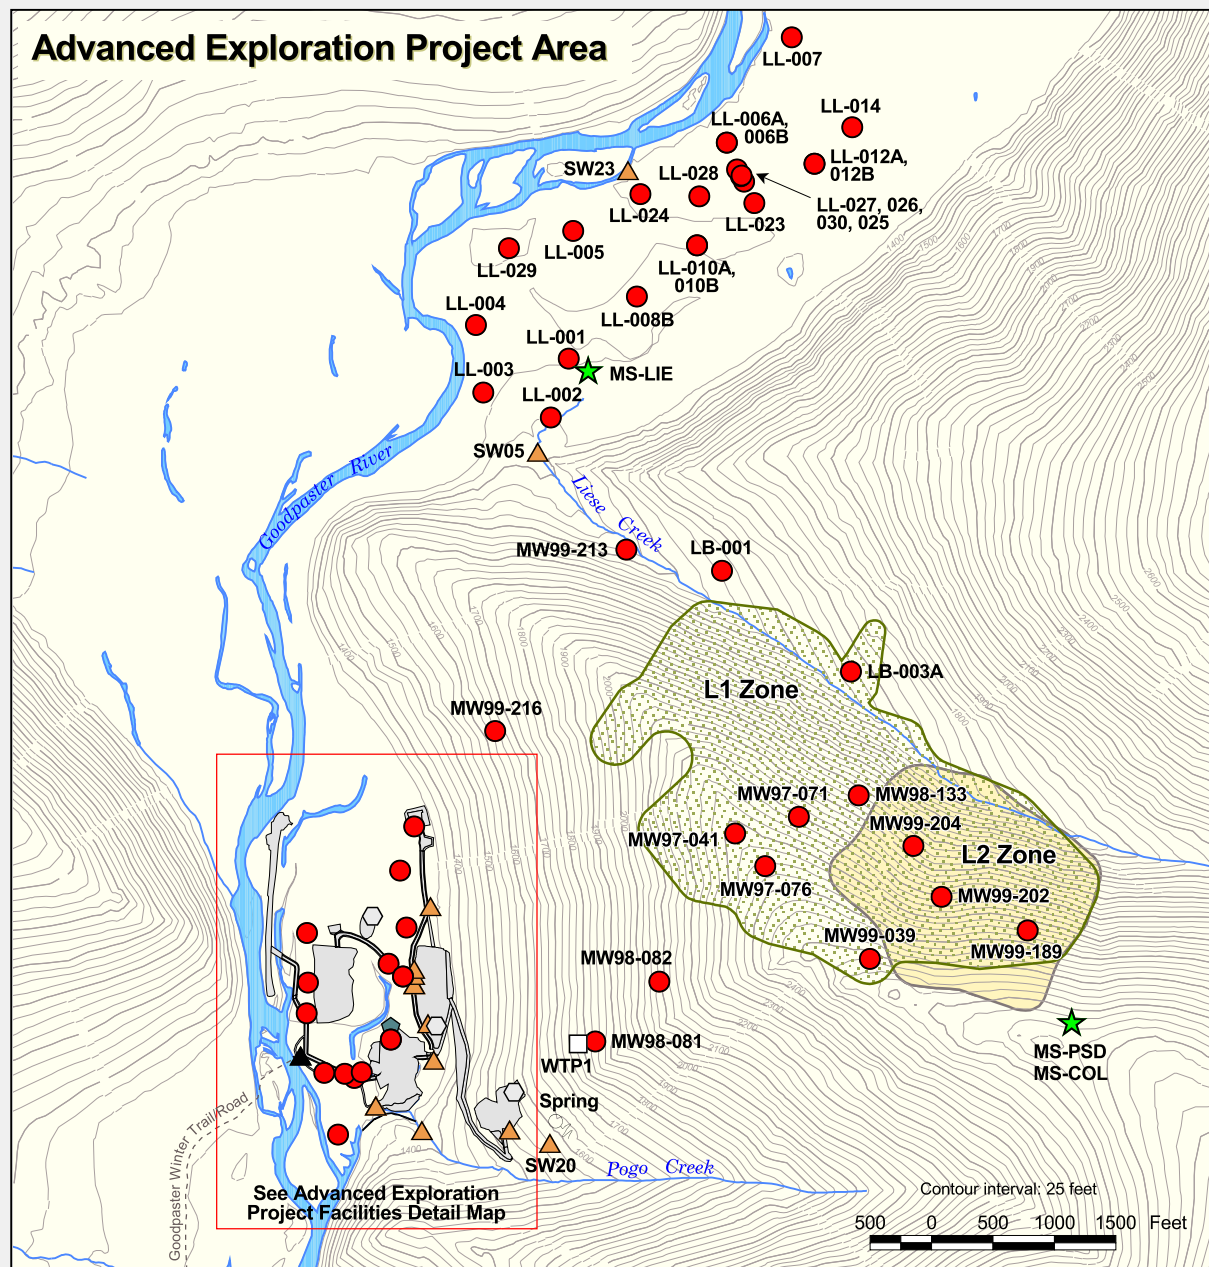 Advanced Exploration Project Area
LL-007
LL-014
LL-006A,
006B
LL-012A,
012B
SW23
LL-028
LL-027, 026,
030, 025
LL-024
LL-023
LL-005
LL-029
LL-010A,
010B
LL-004
LL-008B
LL-001
MS-LIE
LL-003
LL-002
SW05
Goodpaster River
Liese Creek
MW99-213
LB-001
LB-003A
L1 Zone
MW99-216
MW97-071
MW98-133
MW99-204
MW97-041
L2 Zone
MW97-076
MW99-202
MW99-039
MW99-189
MW98-082
MW98-081
WTP1
MS-PSD
MS-COL
Spring
SW20
Pogo Creek
Goodpaster Winter Trail/Road
See Advanced Exploration
Project Facilities Detail Map
Contour interval: 25 feet
500 0 500 1000 1500 Feet